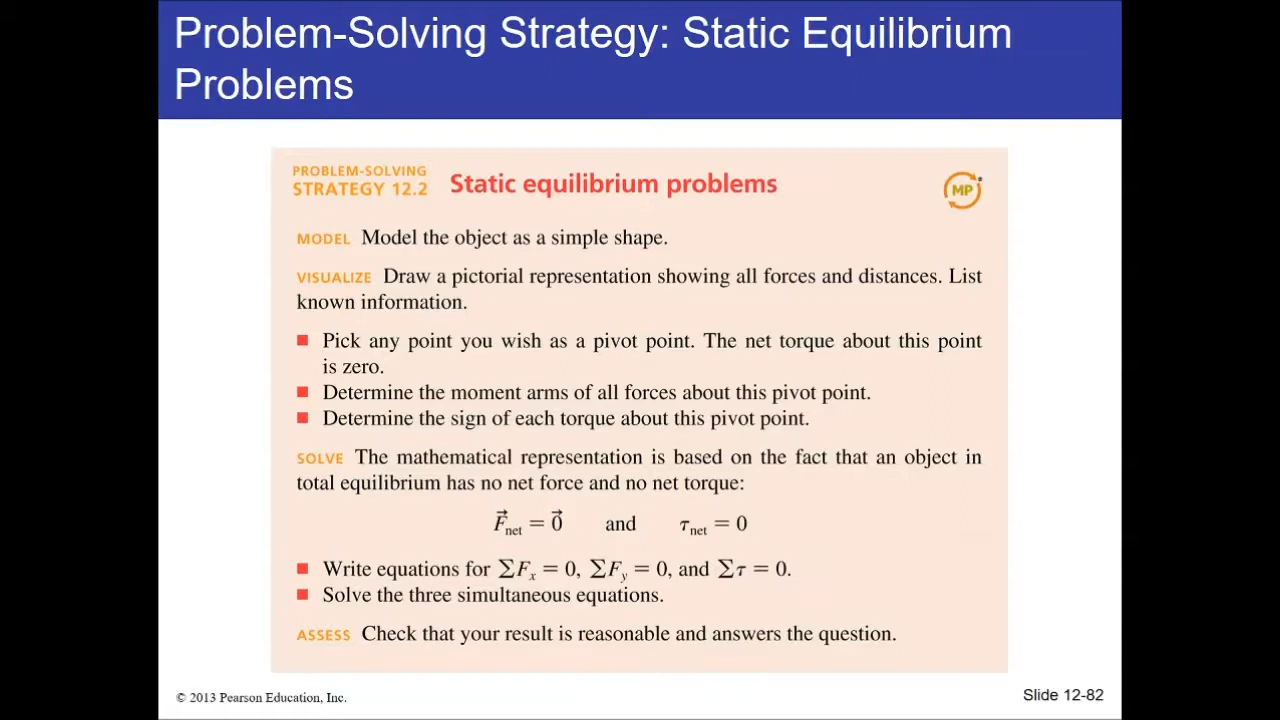 Problem-Solving Strategy: Static Equilibrium
Problems
PROBLEM-SOLVING
STRATEGY 12.2 Static equilibrium problems
MP
MODEL Model the object as a simple shape.
VISUALIZE Draw a pictorial representation showing all forces and distances. List
known information.
■ Pick any point you wish as a pivot point. The net torque about this point
is zero.
■ Determine the moment arms of all forces about this pivot point.
■ Determine the sign of each torque about this pivot point.
SOLVE The mathematical representation is based on the fact that an object in
total equilibrium has no net force and no net torque:
F⃗net = 0⃗ and τnet = 0
■ Write equations for ΣFx = 0, ΣFy = 0, and Στ = 0.
■ Solve the three simultaneous equations.
ASSESS Check that your result is reasonable and answers the question.
© 2013 Pearson Education, Inc.
Slide 12-82